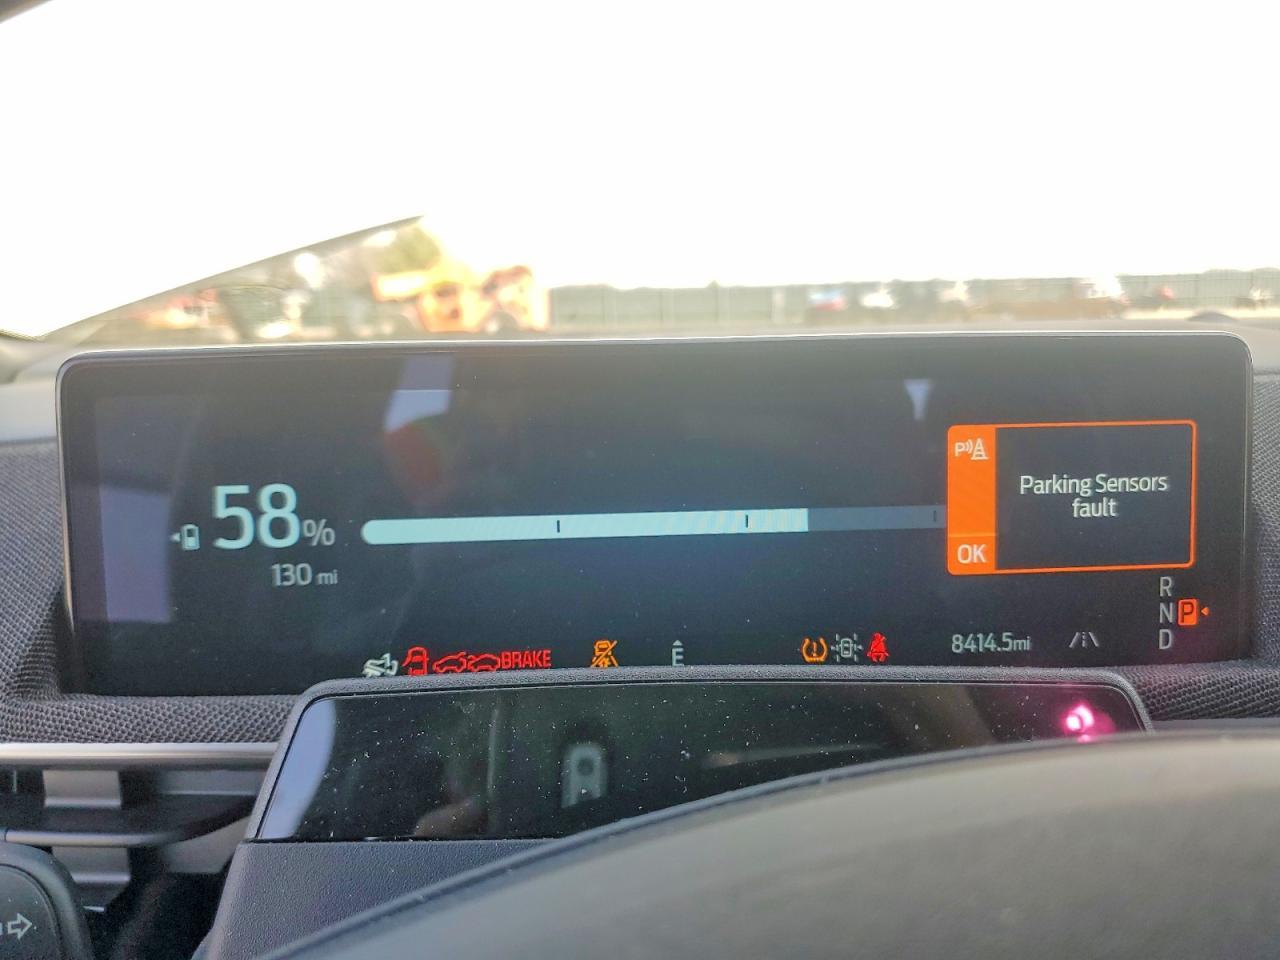 58%
130 mi
P
Parking Sensors
fault
OK
R
N P
D
BRAKE
E
8414.5mi